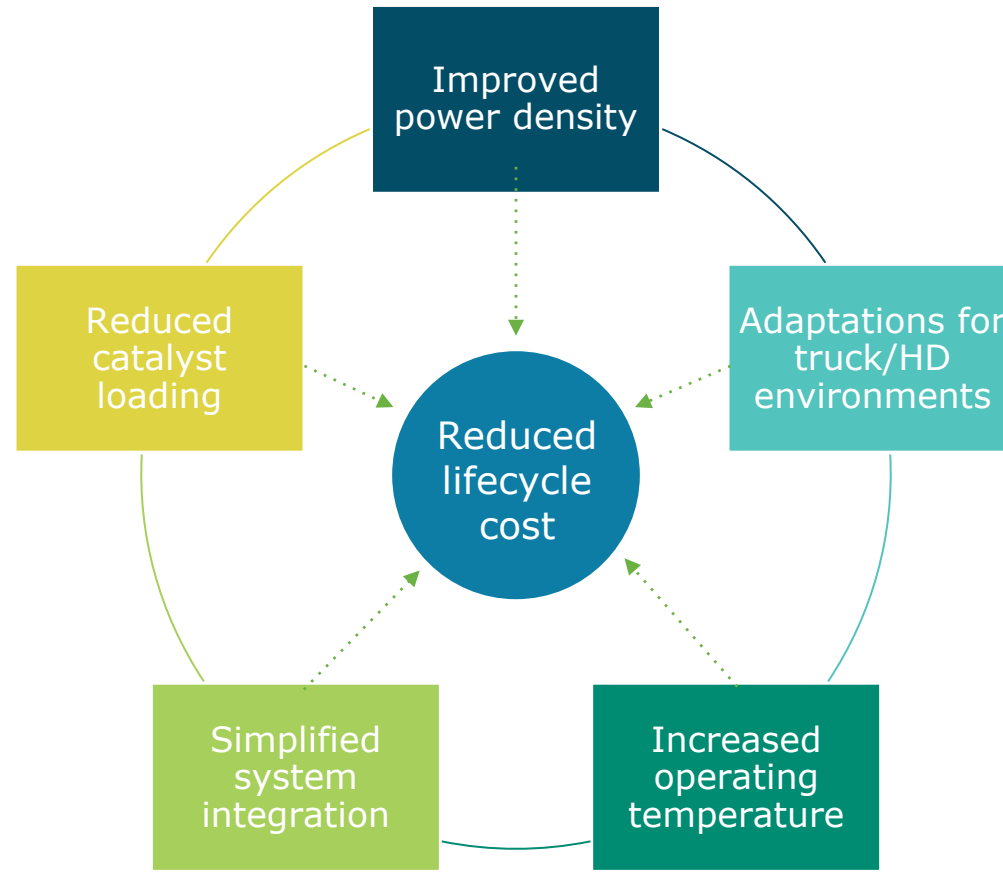 Improved
power density
Adaptations for
truck/HD
environments
Increased
operating
temperature
Simplified
system
integration
Reduced
catalyst
loading
Reduced
lifecycle
cost